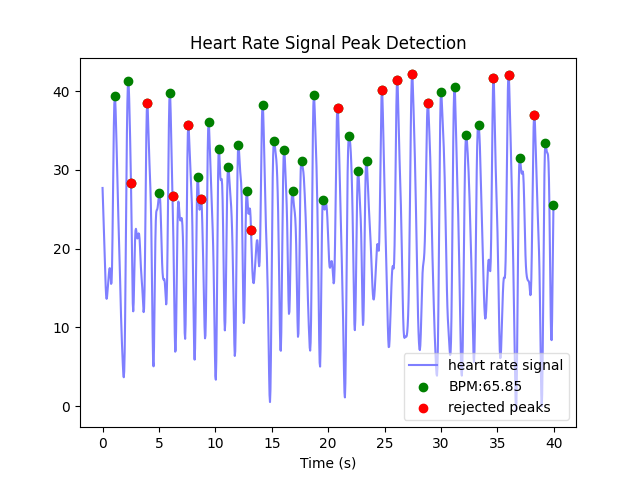 Heart Rate Signal Peak Detection
40
30
20
10
0
heart rate signal
BPM:65.85
rejected peaks
0 5 10 15 20 25 30 35 40
Time (s)